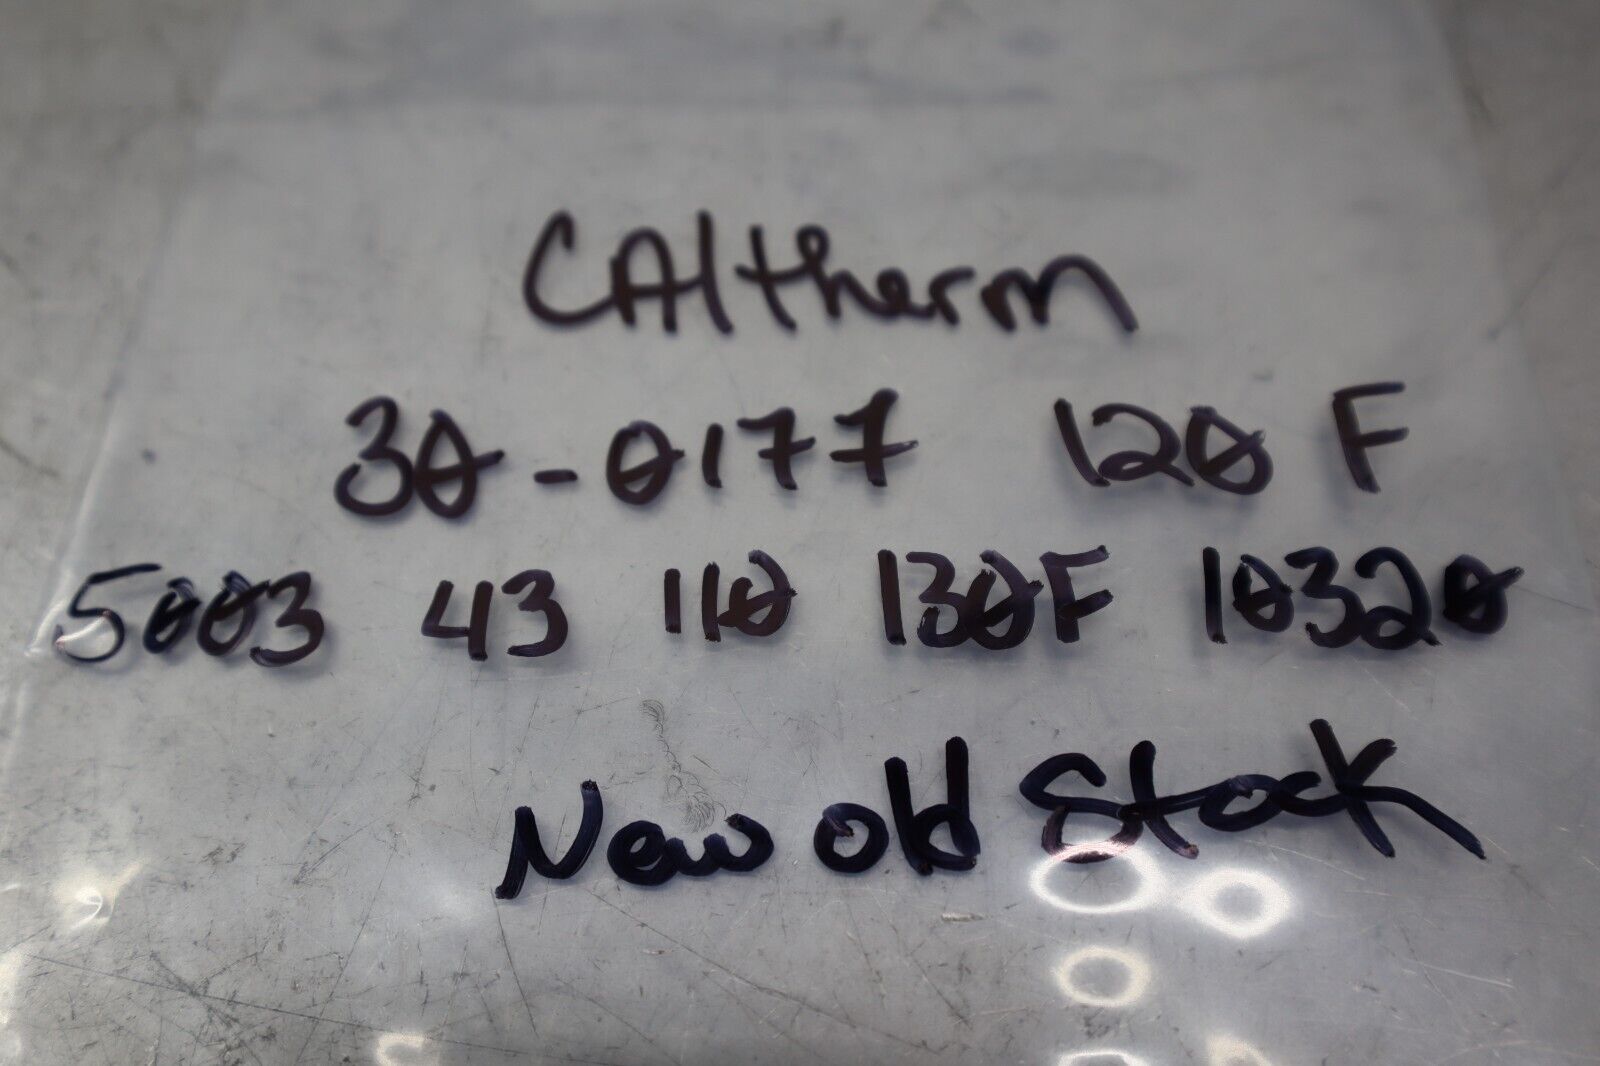 CAltherm
30-0177 120 F
5003 43 110 130F 10320
New old Stock